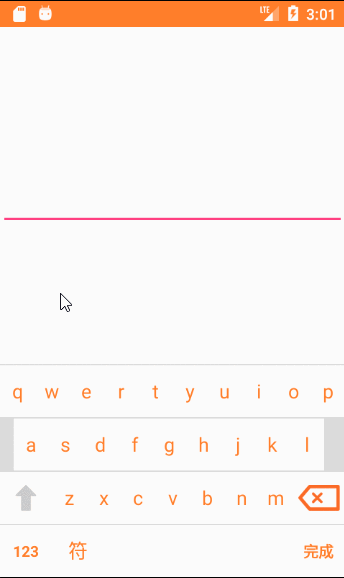 LTE 3:01
q w e r t y u i o p
a s d f g h j k l
z x c v b n m
123 符 完成